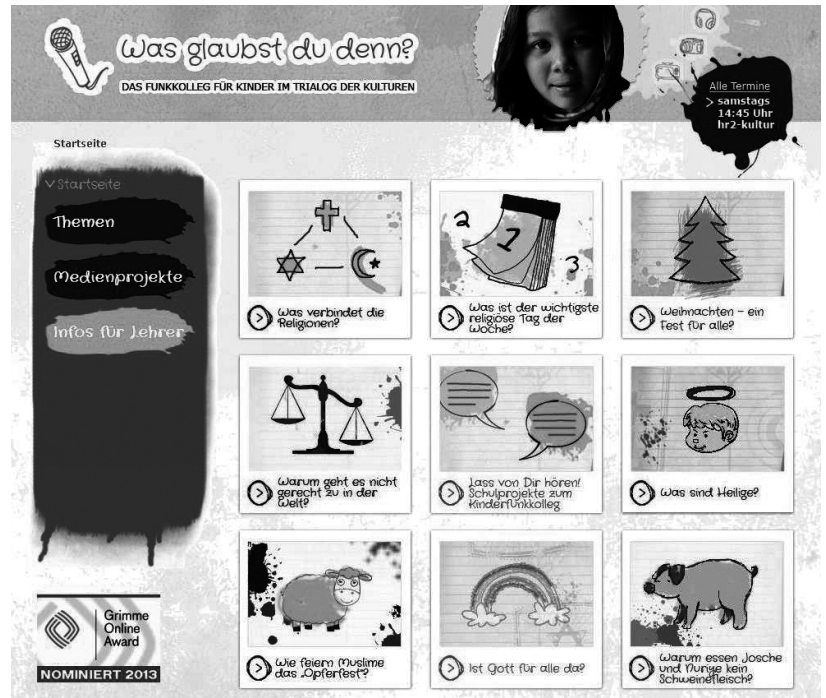 Was glaubst du denn?
DAS FUNKKOLLEG FÜR KINDER IM TRIALOG DER KULTUREN
Alle Termine
samstags
14:45 Uhr
hr2-kultur
Startseite
Startseite
Themen
Medienprojekte
Infos für Lehrer
Was verbindet die
Religionen?
2
1
3
Was ist der wichtigste
religiöse Tag der
Woche?
Weihnachten – ein
Fest für alle?
Warum geht es nicht
gerecht zu in der
Welt?
Lass von Dir hören!
Schulprojekte zum
Kinderfunkkolleg
Was sind Heilige?
Wie feiern Muslime
das „Opferfest“?
Ist Gott für alle da?
Warum essen Josche
und Nuriye kein
Schweinefleisch?
Grimme
Online
Award
NOMINIERT 2013